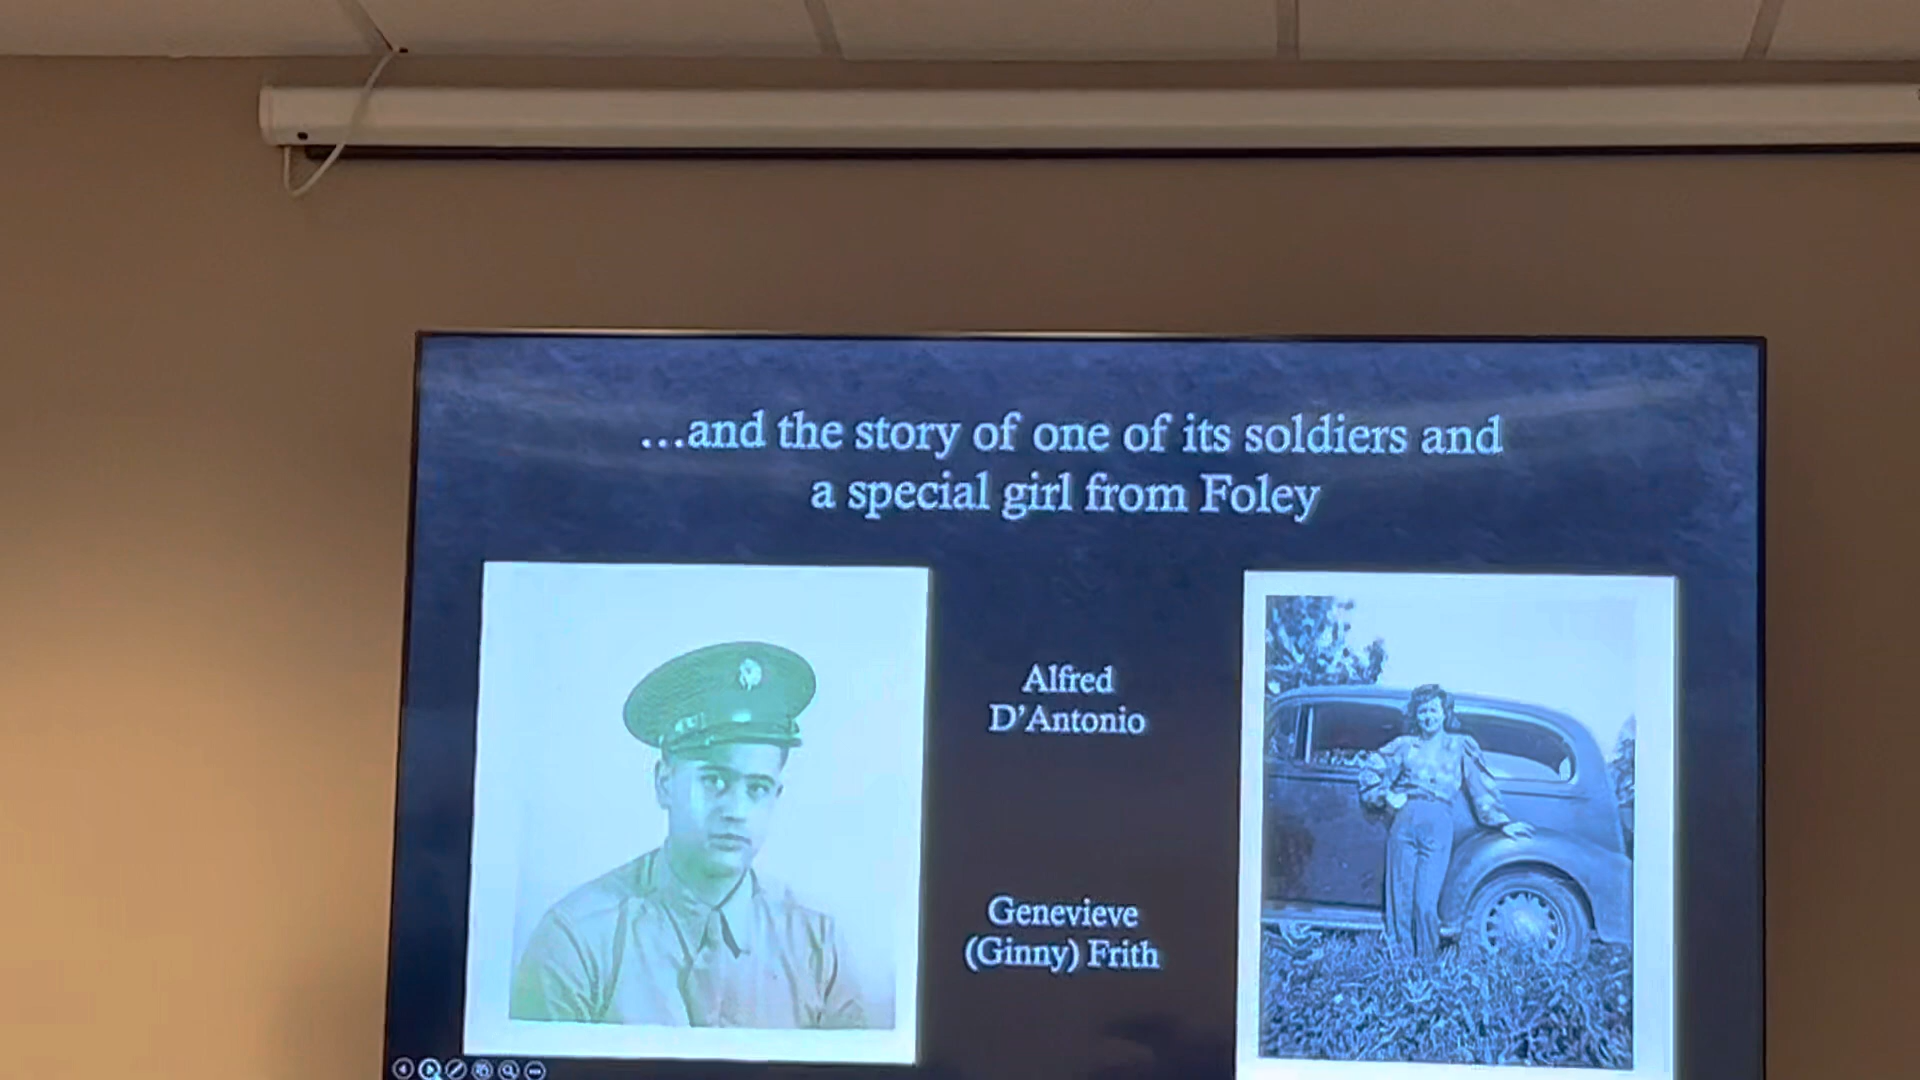 …and the story of one of its soldiers and
a special girl from Foley
Alfred
D’Antonio
Genevieve
(Ginny) Frith